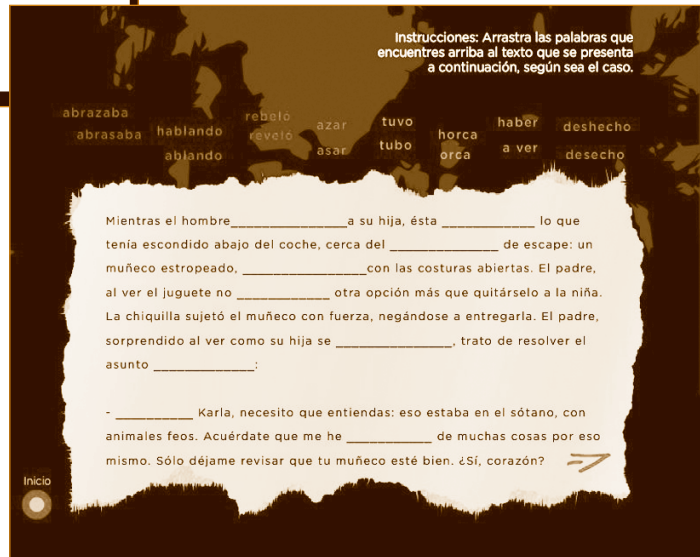 Instrucciones: Arrastra las palabras que
encuentres arriba al texto que se presenta
a continuación, según sea el caso.
abrazaba
abrasaba
hablando
ablando
rebeló
reveló
azar
asar
tuvo
tubo
horca
orca
haber
a ver
deshecho
desecho
Mientras el hombre_______________a su hija, ésta ____________ lo que
tenía escondido abajo del coche, cerca del ______________ de escape: un
muñeco estropeado, ________________con las costuras abiertas. El padre,
al ver el juguete no ____________ otra opción más que quitárselo a la niña.
La chiquilla sujetó el muñeco con fuerza, negándose a entregarla. El padre,
sorprendido al ver como su hija se _______________, trato de resolver el
asunto _____________:
- __________ Karla, necesito que entiendas: eso estaba en el sótano, con
animales feos. Acuérdate que me he ___________ de muchas cosas por eso
mismo. Sólo déjame revisar que tu muñeco esté bien. ¿Sí, corazón?
Inicio